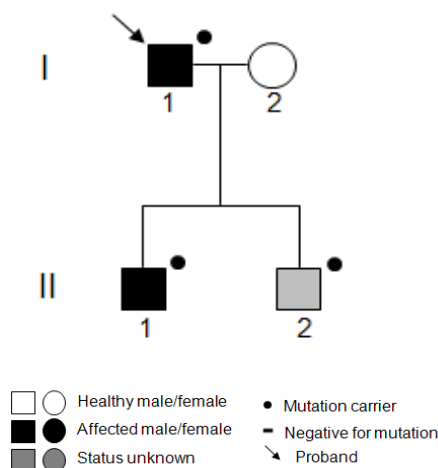 I
1
2
II
1
2
Healthy male/female
Mutation carrier
Affected male/female
Negative for mutation
Status unknown
Proband